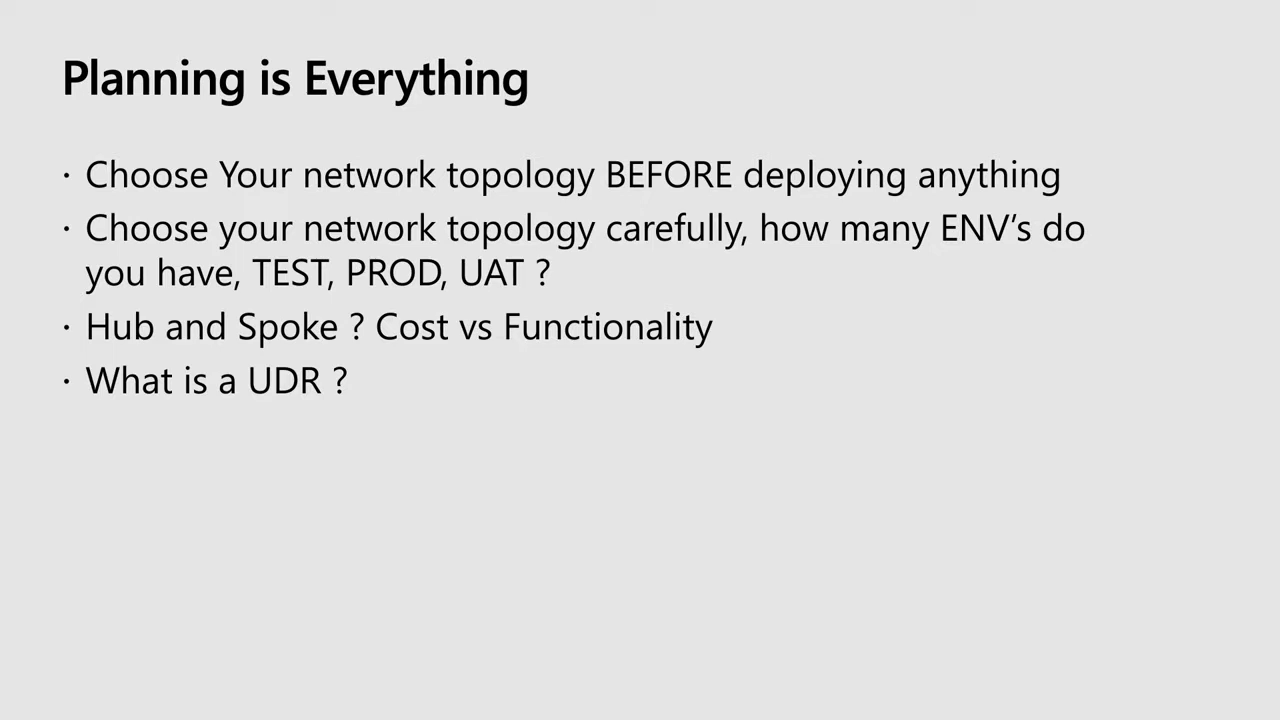 Planning is Everything
· Choose Your network topology BEFORE deploying anything
· Choose your network topology carefully, how many ENV’s do
you have, TEST, PROD, UAT ?
· Hub and Spoke ? Cost vs Functionality
· What is a UDR ?